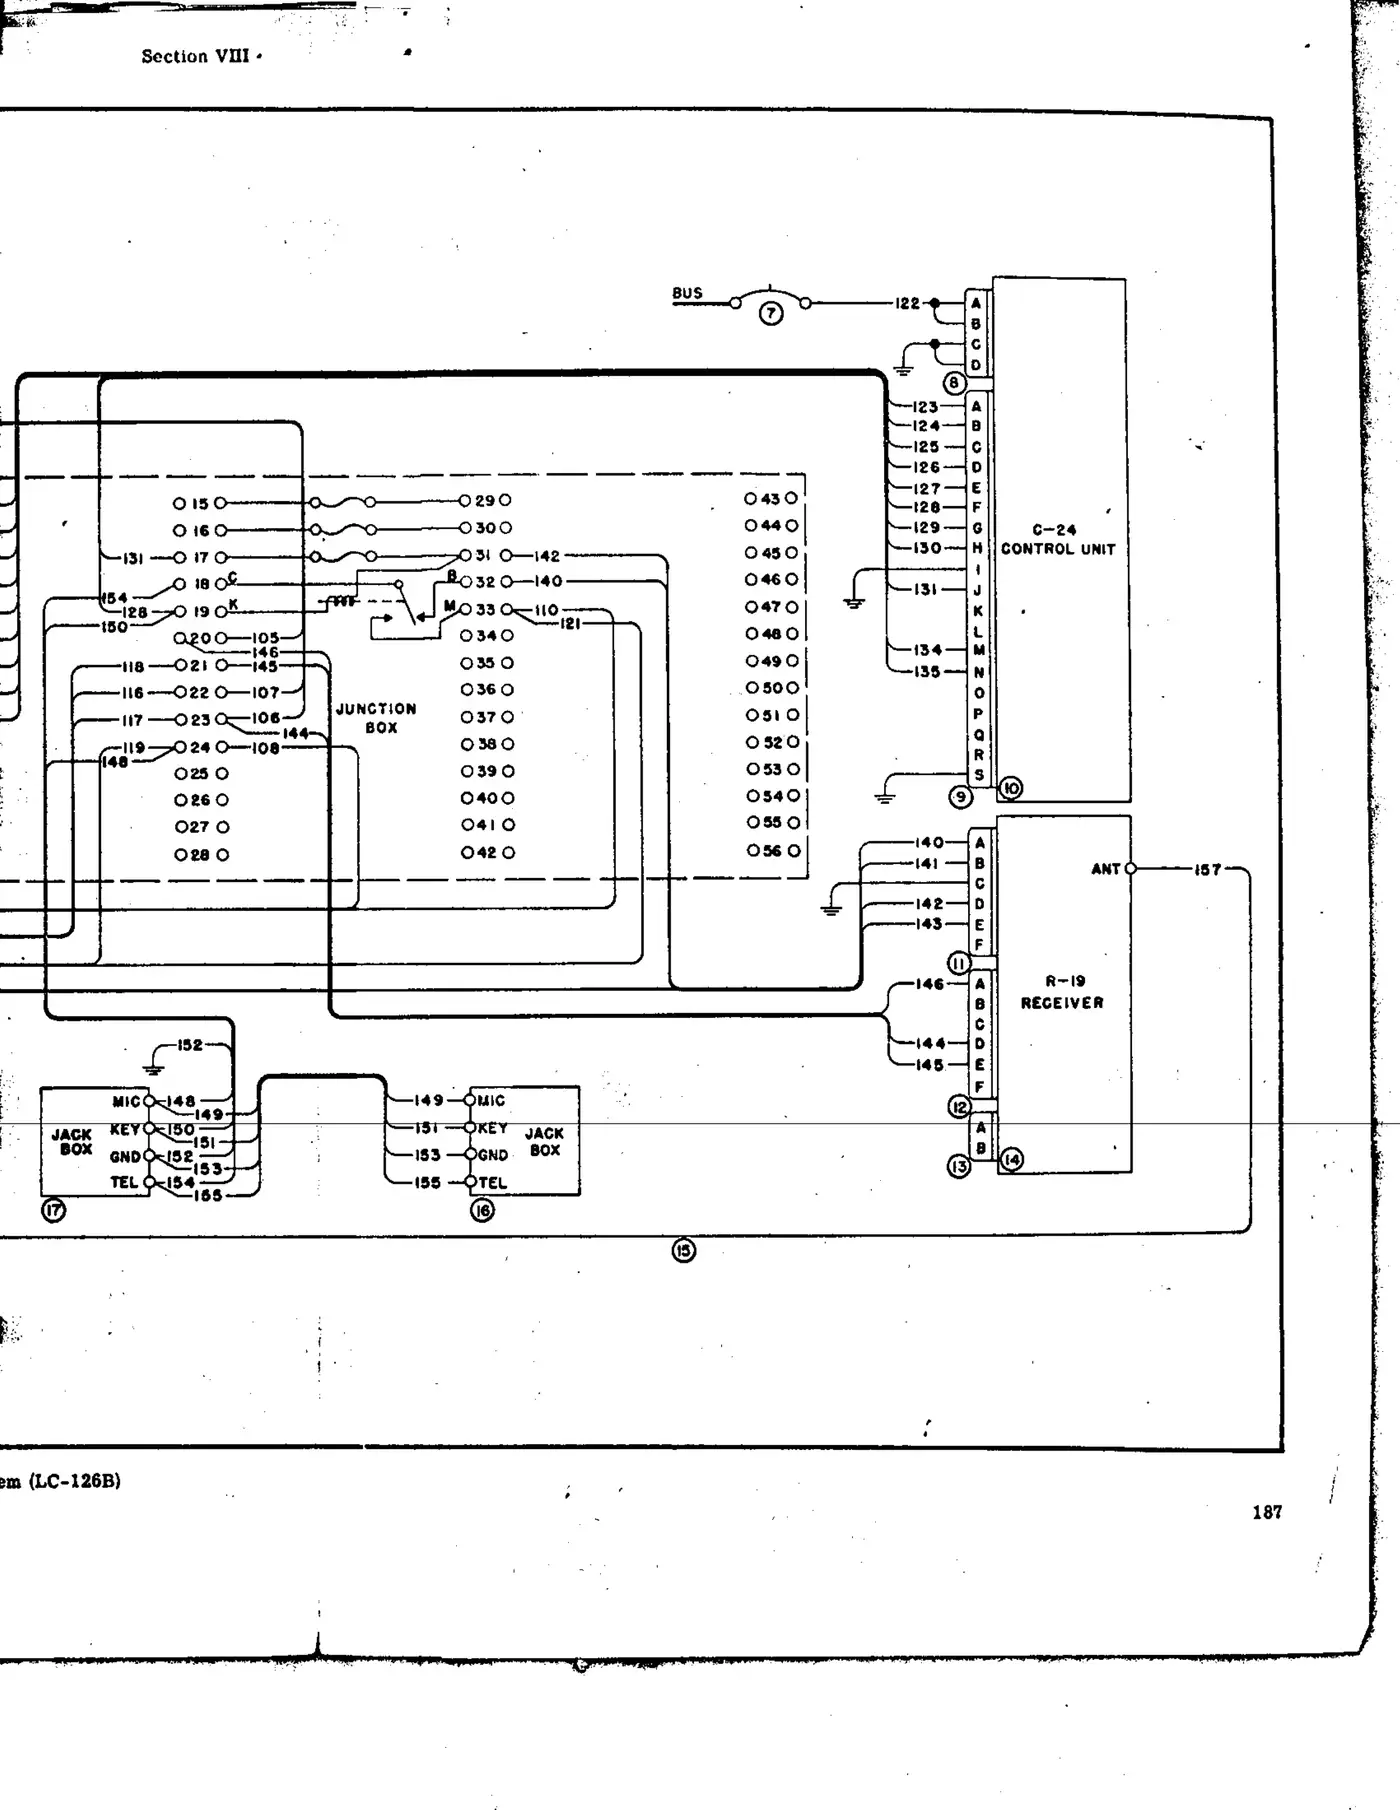 Section VIII
BUS
7
122
A
B
C
D
8
123 A
124 B
125 C
126 D
127 E
128 F
129 G
130 H
I
131 J
K
L
134 M
135 N
O
P
Q
R
S
9
10
C-24
CONTROL UNIT
15 29 43
16 30 44
131 17 31 142 45
154 18 C B 32 140 46
128 19 K M 33 110 47
150 121
20 105 34 48
146
118 21 145 35 49
116 22 107 36 50
117 23 106 37 51
144
119 24 108 38 52
148
25 39 53
26 40 54
27 41 55
28 42 56
JUNCTION
BOX
140 A
141 B
C
142 D
143 E
F
11
146 A
B
C
144 D
145 E
F
12
A
B
13
14
ANT 157
R-19
RECEIVER
152
JACK
BOX
MIC 148
149
KEY 150
151
GND 152
153
TEL 154
155
17
149 MIC
151 KEY
153 GND
155 TEL
JACK
BOX
16
15
em (LC-126B)
187